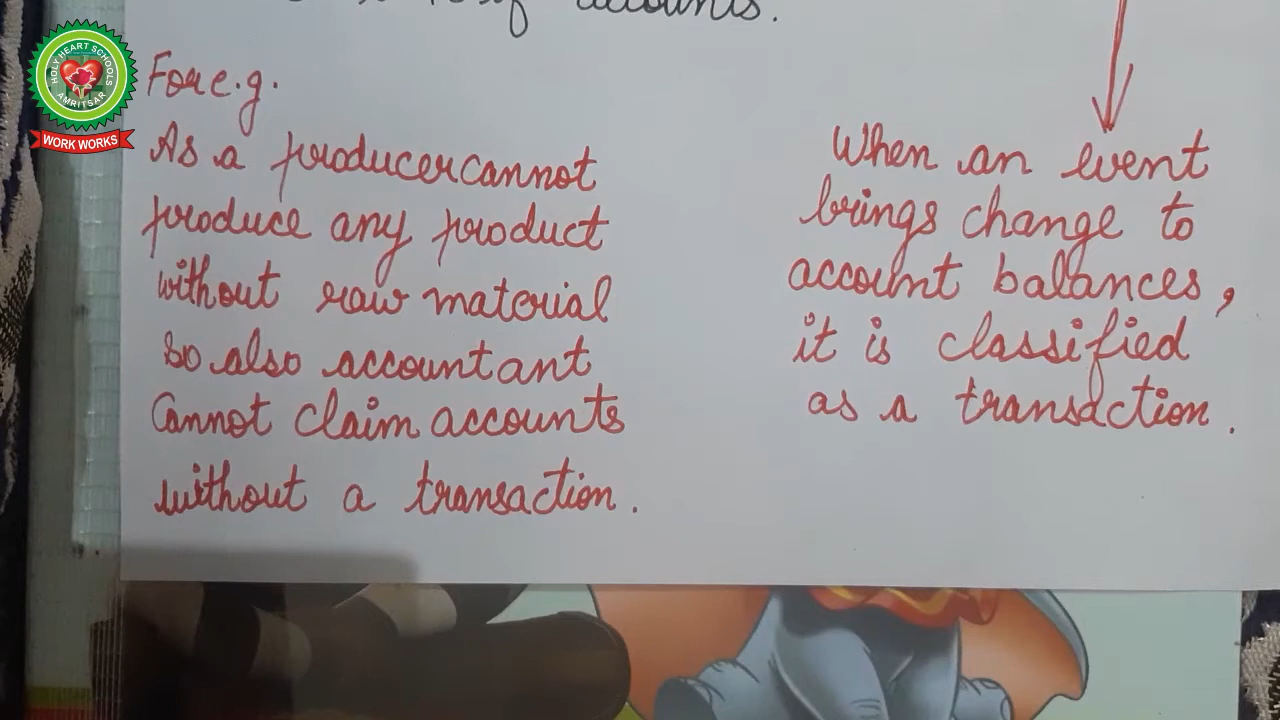 accounts.
HOLY HEART SCHOOLS
AMRITSAR
WORK WORKS
For e.g.
As a producer cannot
produce any product
without raw material
so also accountant
Cannot claim accounts
without a transaction.
When an event
brings change to
account balances,
it is classified
as a transaction.